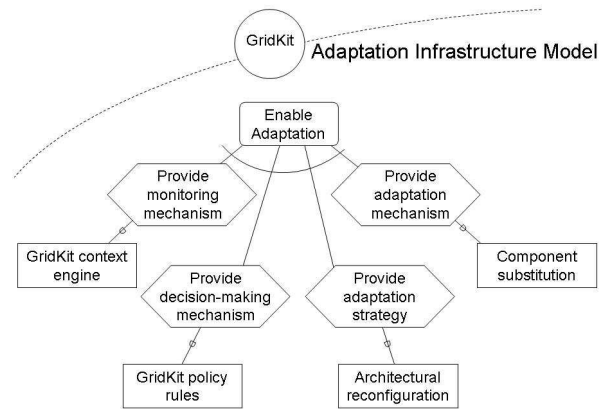 GridKit
Adaptation Infrastructure Model
Enable
Adaptation
Provide
monitoring
mechanism
Provide
adaptation
mechanism
GridKit context
engine
Component
substitution
Provide
decision-making
mechanism
Provide
adaptation
strategy
GridKit policy
rules
Architectural
reconfiguration